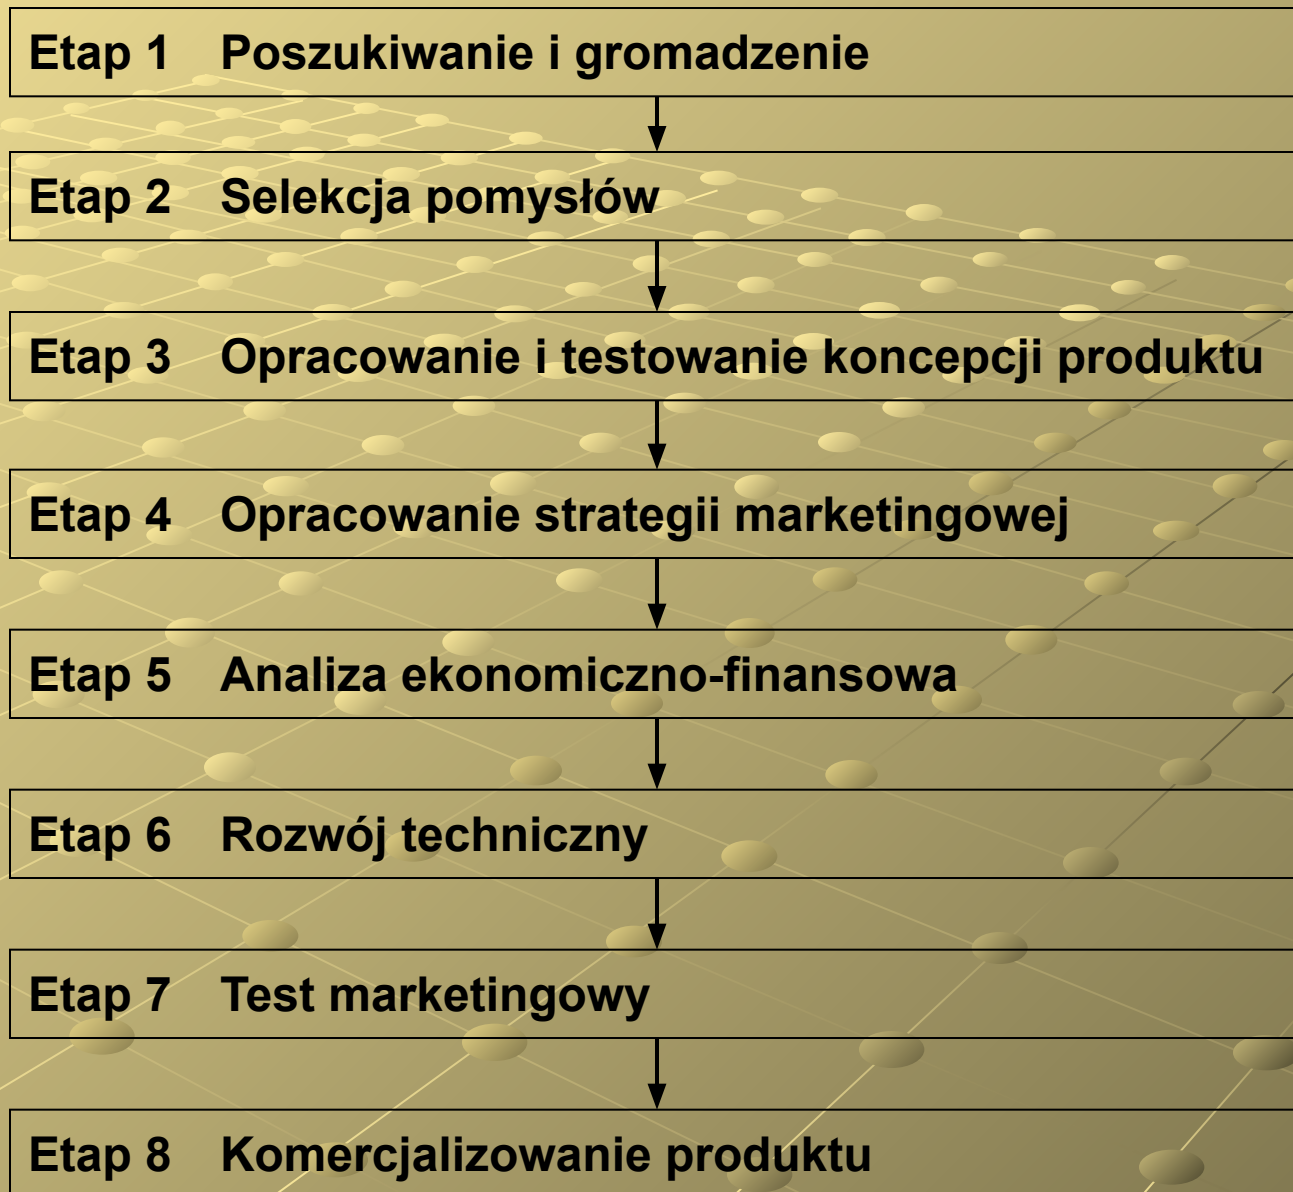 Etap 1 Poszukiwanie i gromadzenie
Etap 2 Selekcja pomysłów
Etap 3 Opracowanie i testowanie koncepcji produktu
Etap 4 Opracowanie strategii marketingowej
Etap 5 Analiza ekonomiczno-finansowa
Etap 6 Rozwój techniczny
Etap 7 Test marketingowy
Etap 8 Komercjalizowanie produktu